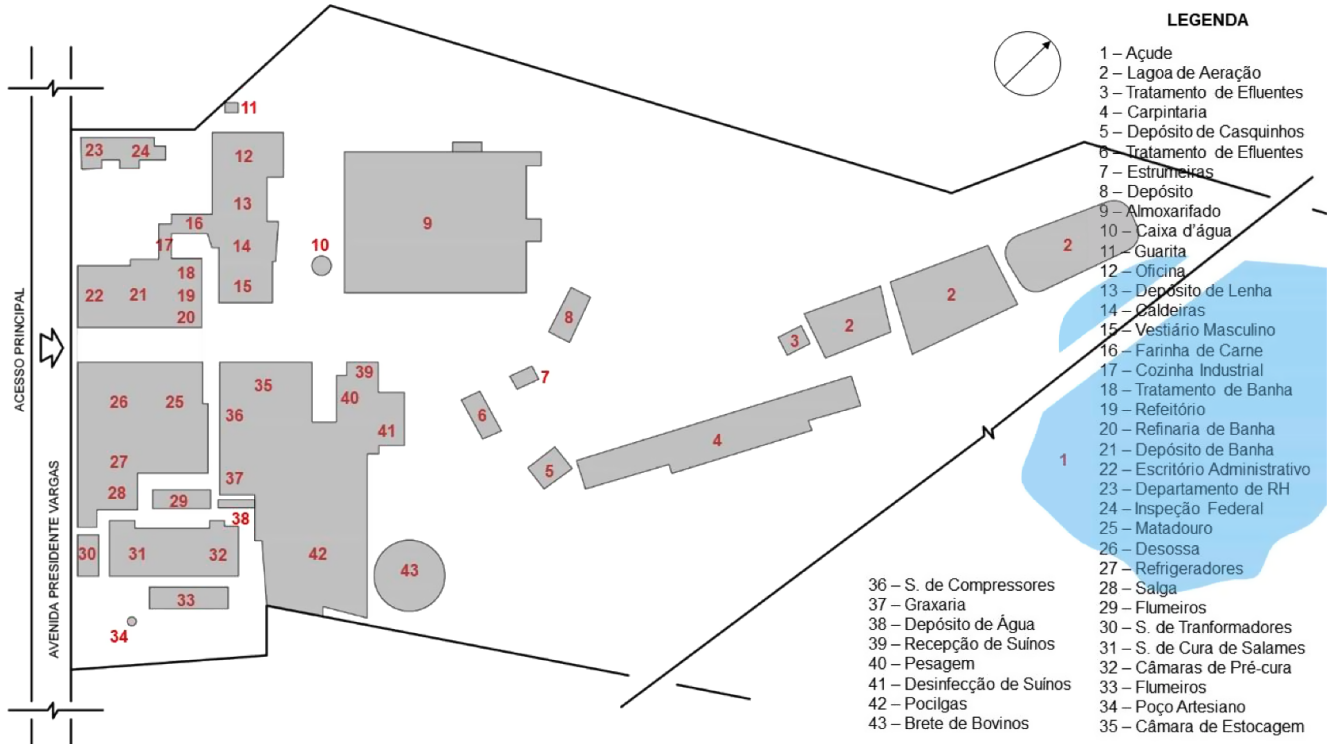 LEGENDA
1 – Açude
2 – Lagoa de Aeração
3 – Tratamento de Efluentes
4 – Carpintaria
5 – Depósito de Casquinhos
6 – Tratamento de Efluentes
7 – Estrumeiras
8 – Depósito
9 – Almoxarifado
10 – Caixa d'água
11 – Guarita
12 – Oficina
13 – Depósito de Lenha
14 – Caldeiras
15 – Vestiário Masculino
16 – Farinha de Carne
17 – Cozinha Industrial
18 – Tratamento de Banha
19 – Refeitório
20 – Refinaria de Banha
21 – Depósito de Banha
22 – Escritório Administrativo
23 – Departamento de RH
24 – Inspeção Federal
25 – Matadouro
26 – Desossa
27 – Refrigeradores
28 – Salga
29 – Flumeiros
30 – S. de Tranformadores
31 – S. de Cura de Salames
32 – Câmaras de Pré-cura
33 – Flumeiros
34 – Poço Artesiano
35 – Câmara de Estocagem
36 – S. de Compressores
37 – Graxaria
38 – Depósito de Água
39 – Recepção de Suínos
40 – Pesagem
41 – Desinfecção de Suínos
42 – Pocilgas
43 – Brete de Bovinos
ACESSO PRINCIPAL
AVENIDA PRESIDENTE VARGAS
11
23 24
12
13
16
9
17
14
10
2
18
15
22 21
19
20
2
8
2
3
39
35
7
26 25
40
36
6
41
4
27
5
1
37
28
29
38
30 31 32
42
43
33
34
N